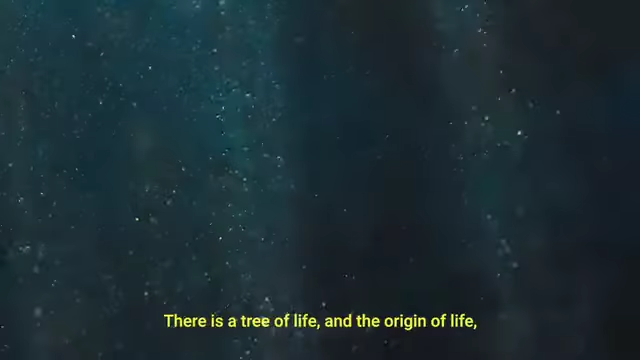 There is a tree of life, and the origin of life,